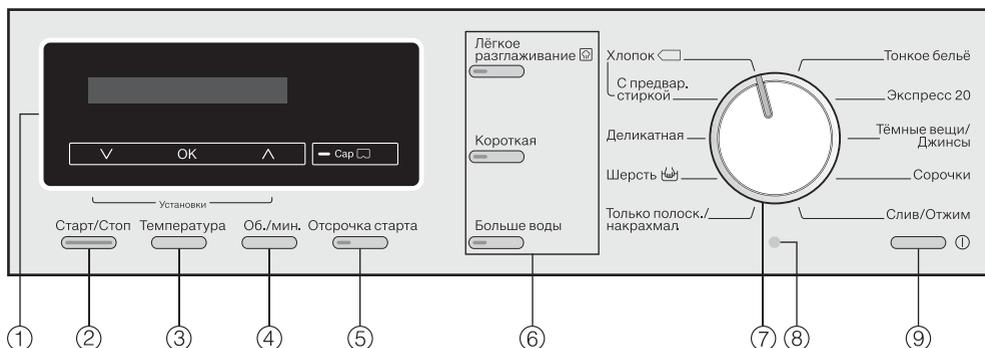 Лёгкое
разглаживание
Хлопок
Тонкое бельё
С предвар.
стиркой
Экспресс 20
Короткая
Деликатная
Тёмные вещи/
Джинсы
OK
Cap
Шерсть
Сорочки
Установки
Старт/Стоп
Температура
Об./мин.
Отсрочка старта
Больше воды
Только полоск./
накрахмал.
Слив/Отжим
1
2
3
4
5
6
7
8
9